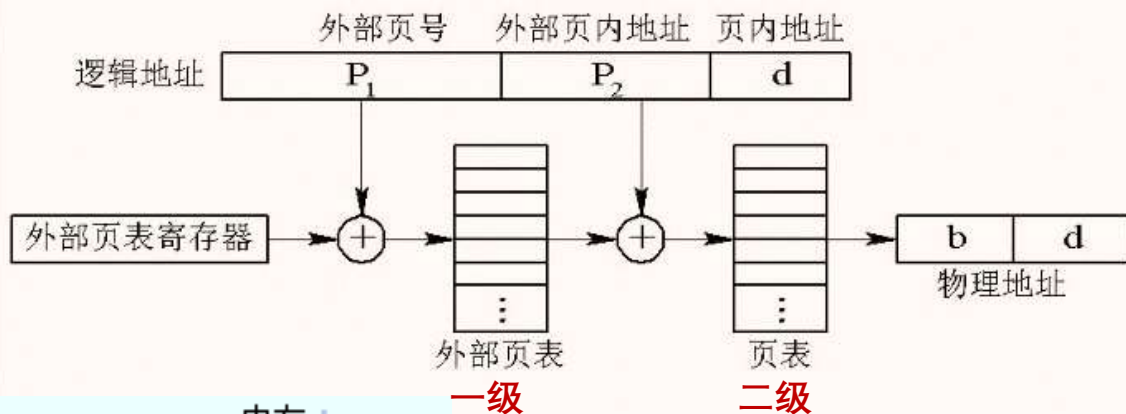 外部页号 外部页内地址 页内地址
逻辑地址 P₁ P₂ d
外部页表寄存器 + + b d
物理地址
⋮ ⋮
外部页表 页表
一级 二级